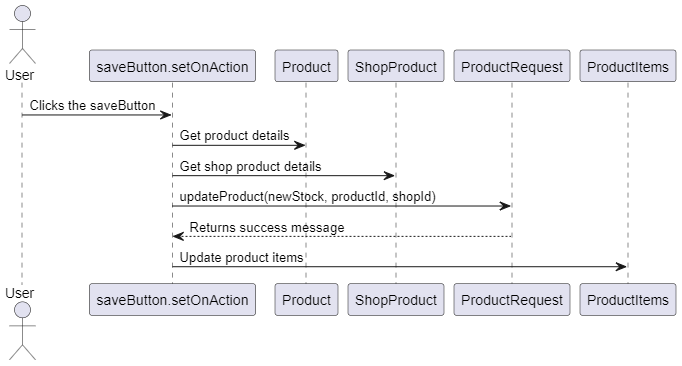 User
saveButton.setOnAction
Product
ShopProduct
ProductRequest
ProductItems
Clicks the saveButton
Get product details
Get shop product details
updateProduct(newStock, productId, shopId)
Returns success message
Update product items
User
saveButton.setOnAction
Product
ShopProduct
ProductRequest
ProductItems